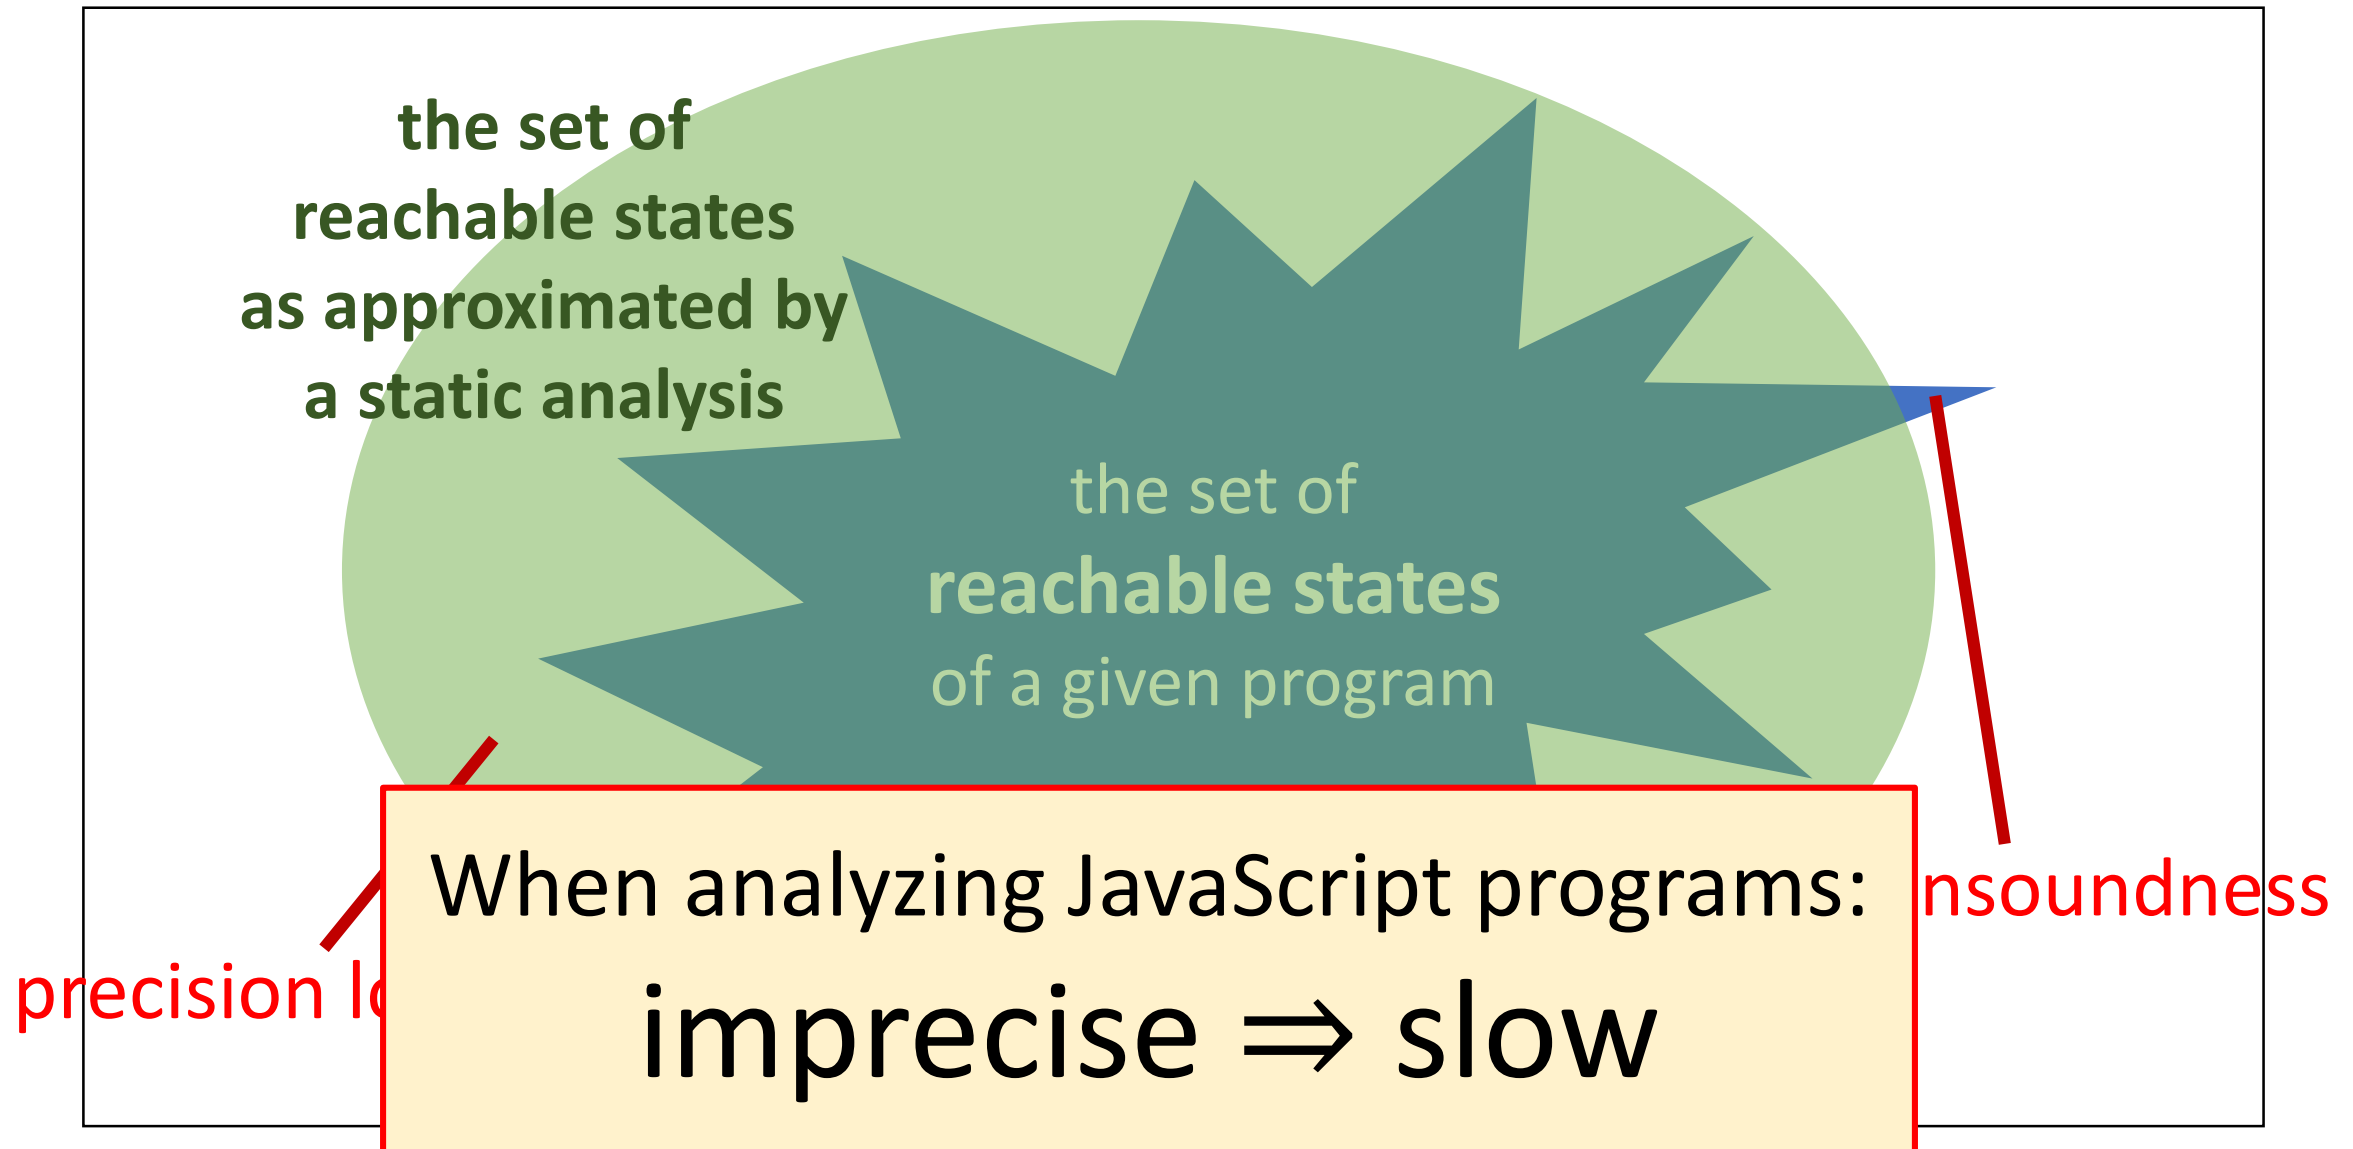 the set of
reachable states
as approximated by
a static analysis
the set of
reachable states
of a given program
When analyzing JavaScript programs:
imprecise ⇒ slow
nsoundness
precision lo